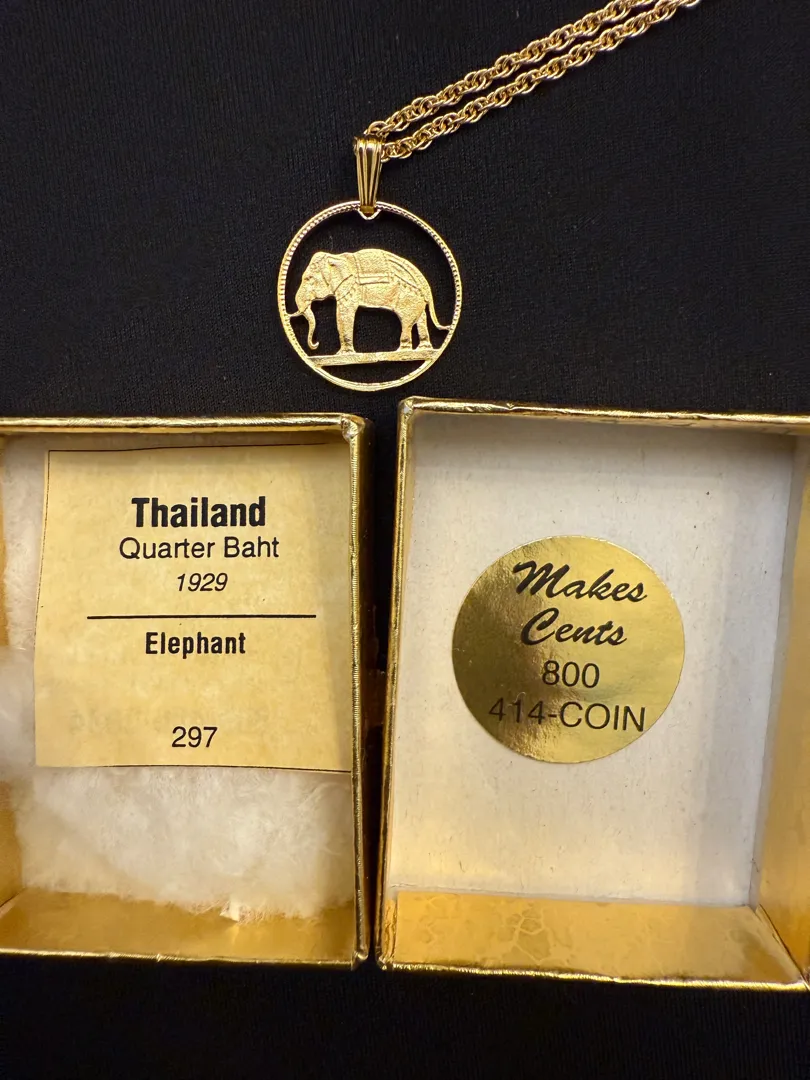 Thailand
Quarter Baht
1929
Elephant
297
Makes
Cents
800
414-COIN